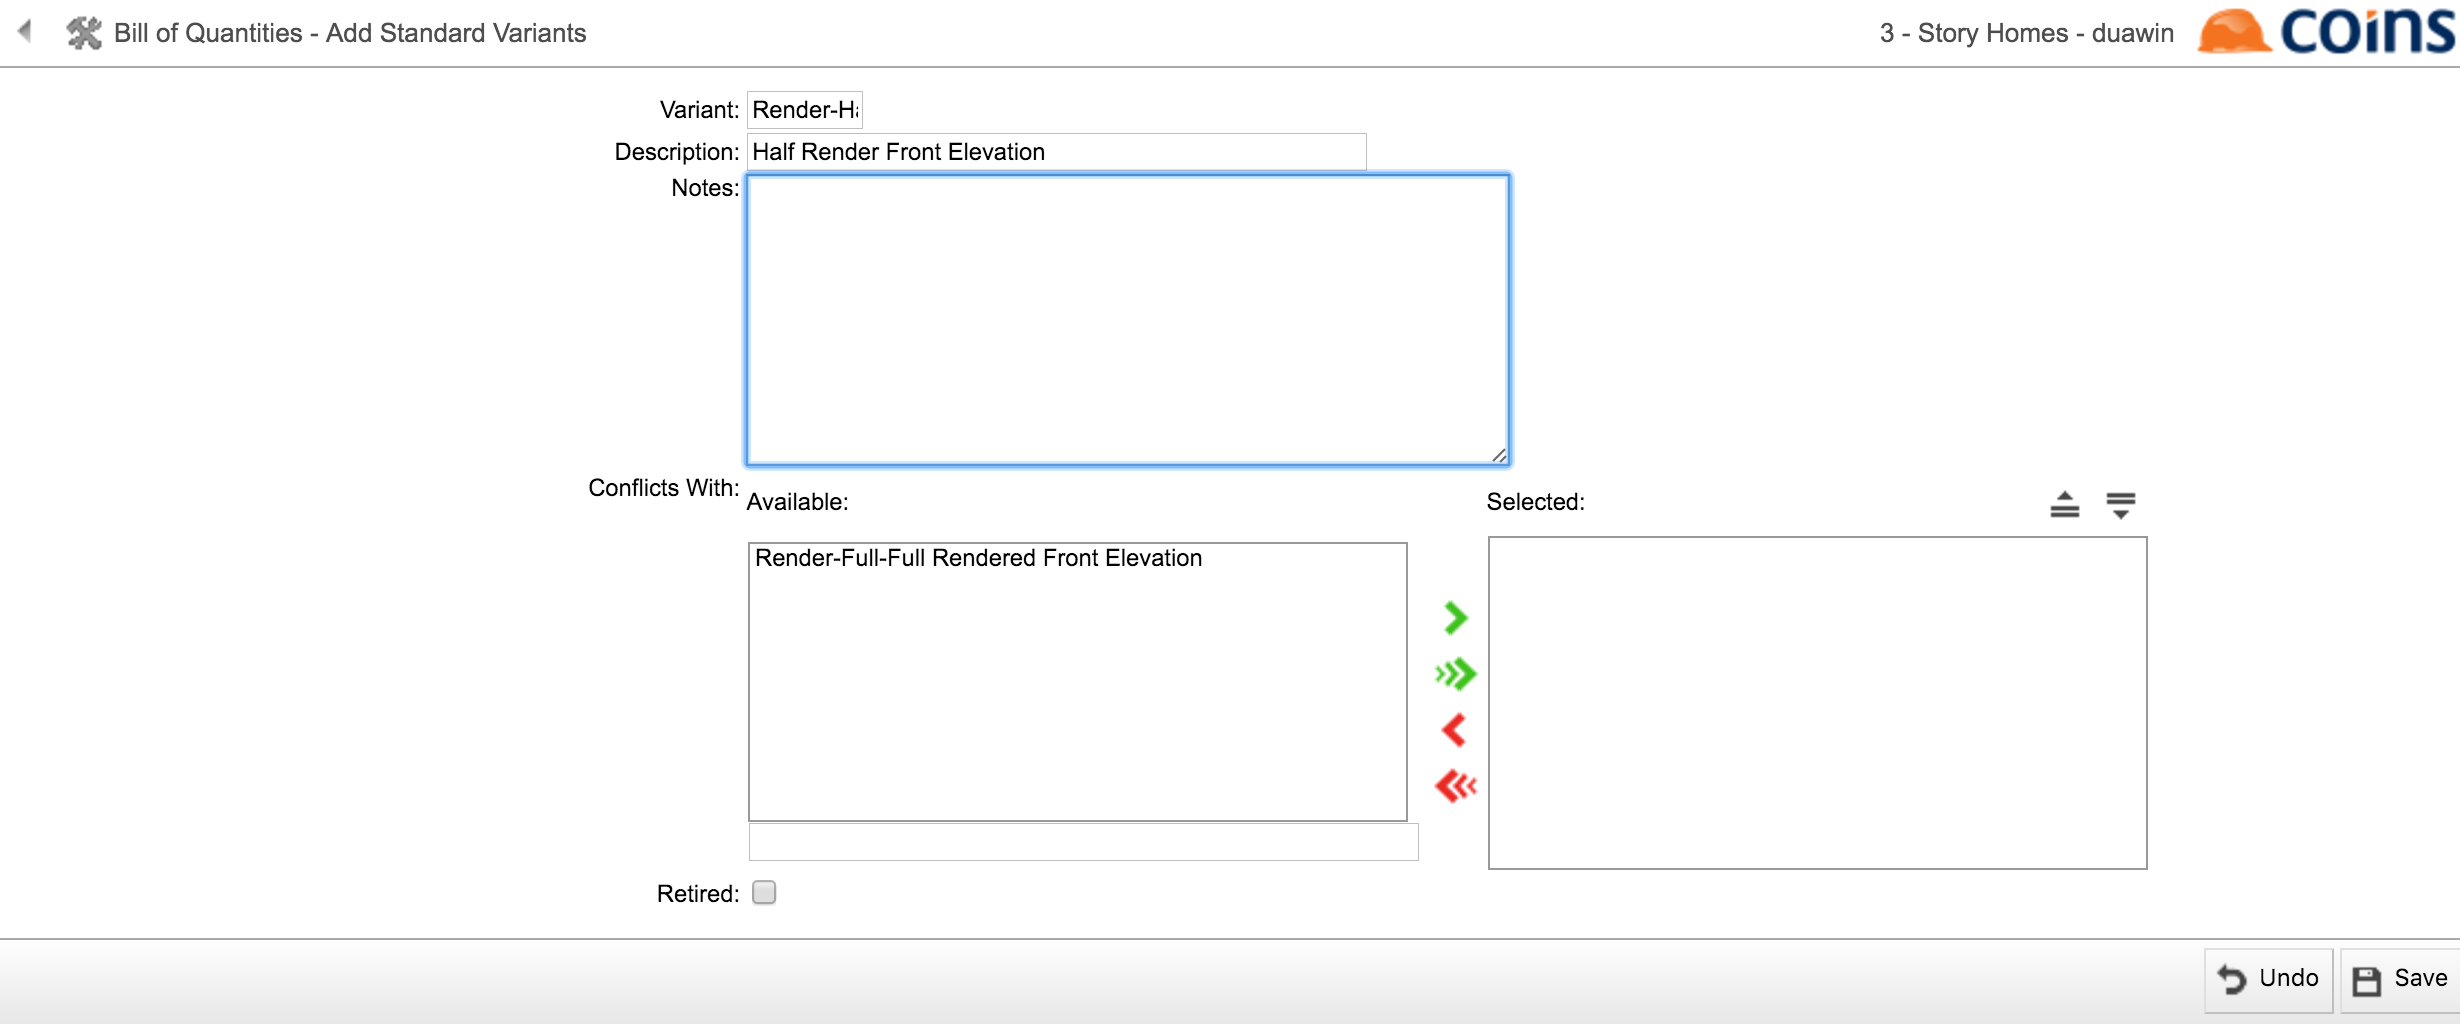 Bill of Quantities - Add Standard Variants
3 - Story Homes - duawin
coins
Variant: Render-Ha
Description: Half Render Front Elevation
Notes:
Conflicts With:
Available:
Selected:
Render-Full-Full Rendered Front Elevation
Retired:
Undo
Save